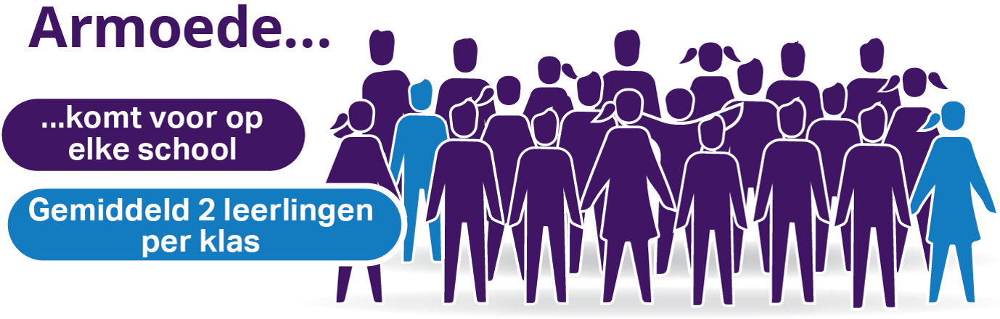 Armoede...
...komt voor op
elke school
Gemiddeld 2 leerlingen
per klas